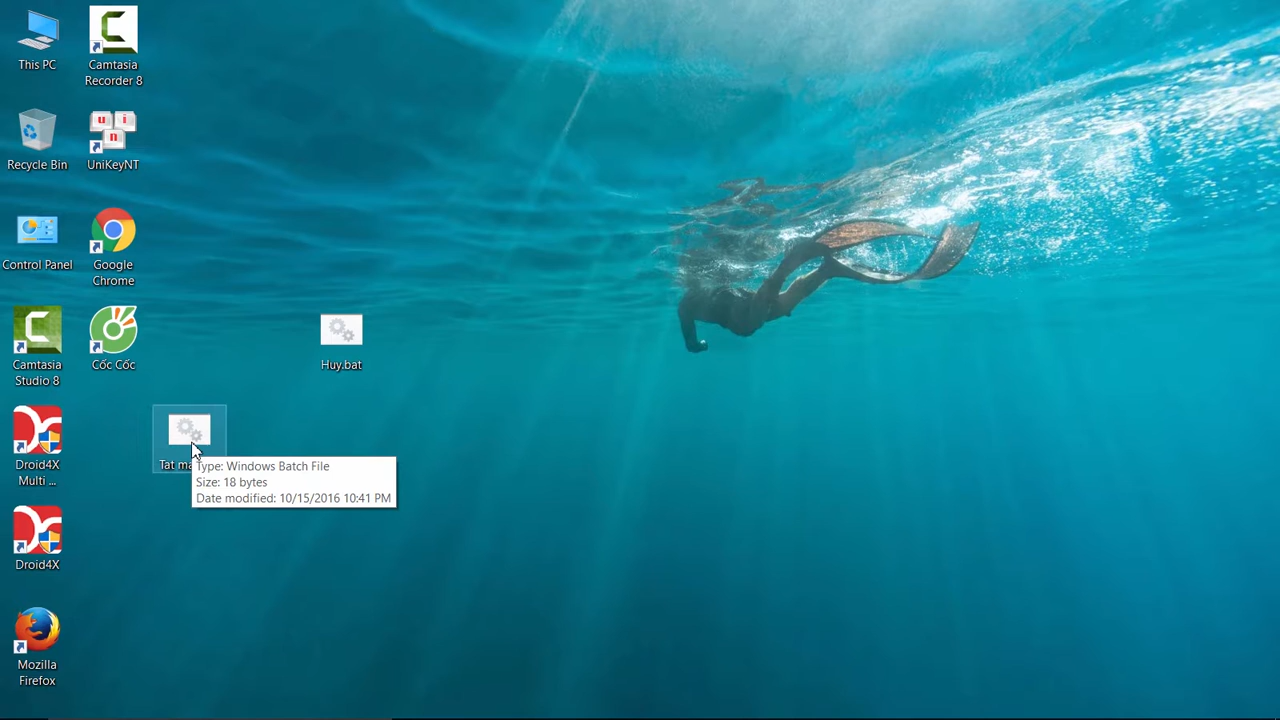 This PC
Camtasia
Recorder 8
Recycle Bin
u i
n
UniKeyNT
Control Panel
Google
Chrome
Camtasia
Studio 8
Cốc Cốc
Huy.bat
Droid4X
Multi ...
Tat
Type: Windows Batch File
Size: 18 bytes
Date modified: 10/15/2016 10:41 PM
Droid4X
Mozilla
Firefox